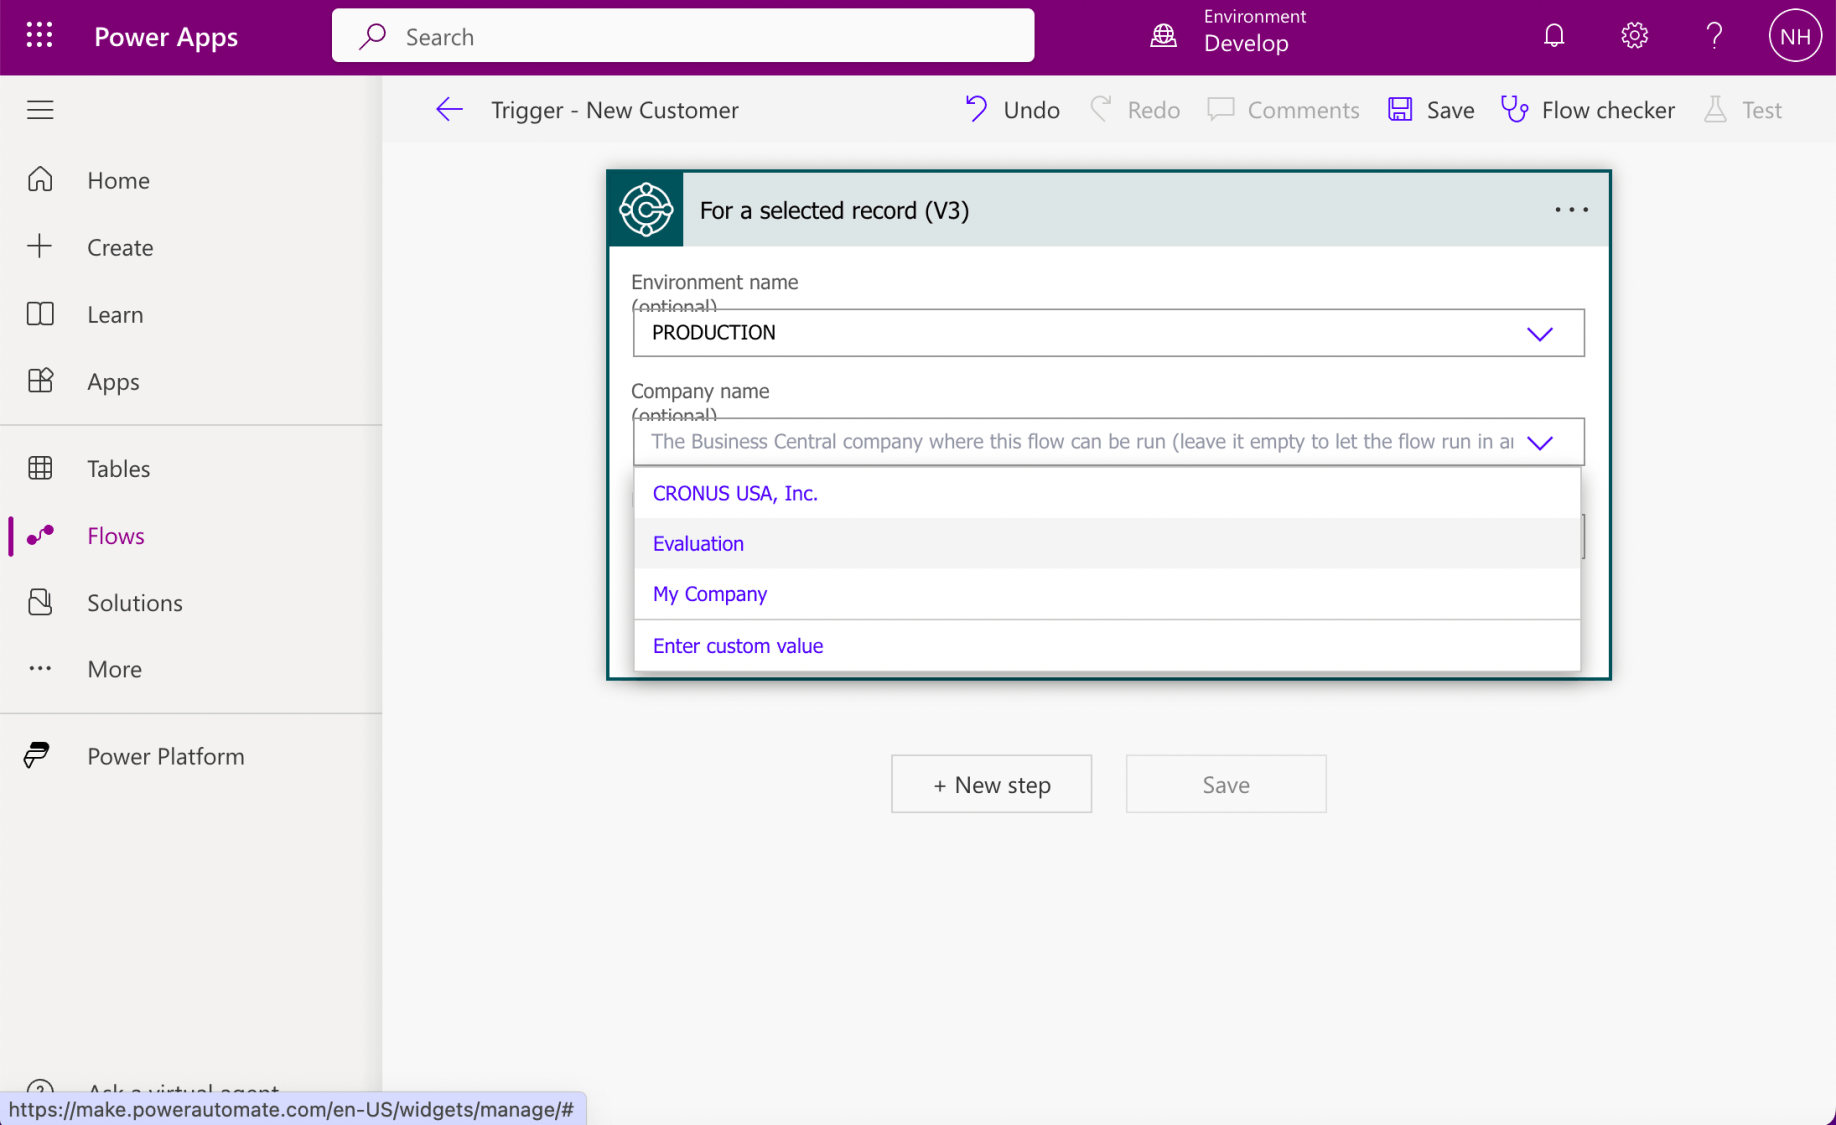 Power Apps
Search
Environment
Develop
?
NH
Trigger - New Customer
Undo
Redo
Comments
Save
Flow checker
Test
Home
Create
Learn
Apps
Tables
Flows
Solutions
More
Power Platform
Ask a virtual agent
For a selected record (V3)
Environment name
(optional)
PRODUCTION
Company name
(optional)
The Business Central company where this flow can be run (leave it empty to let the flow run in
CRONUS USA, Inc.
Evaluation
My Company
Enter custom value
+ New step
Save
https://make.powerautomate.com/en-US/widgets/manage/#